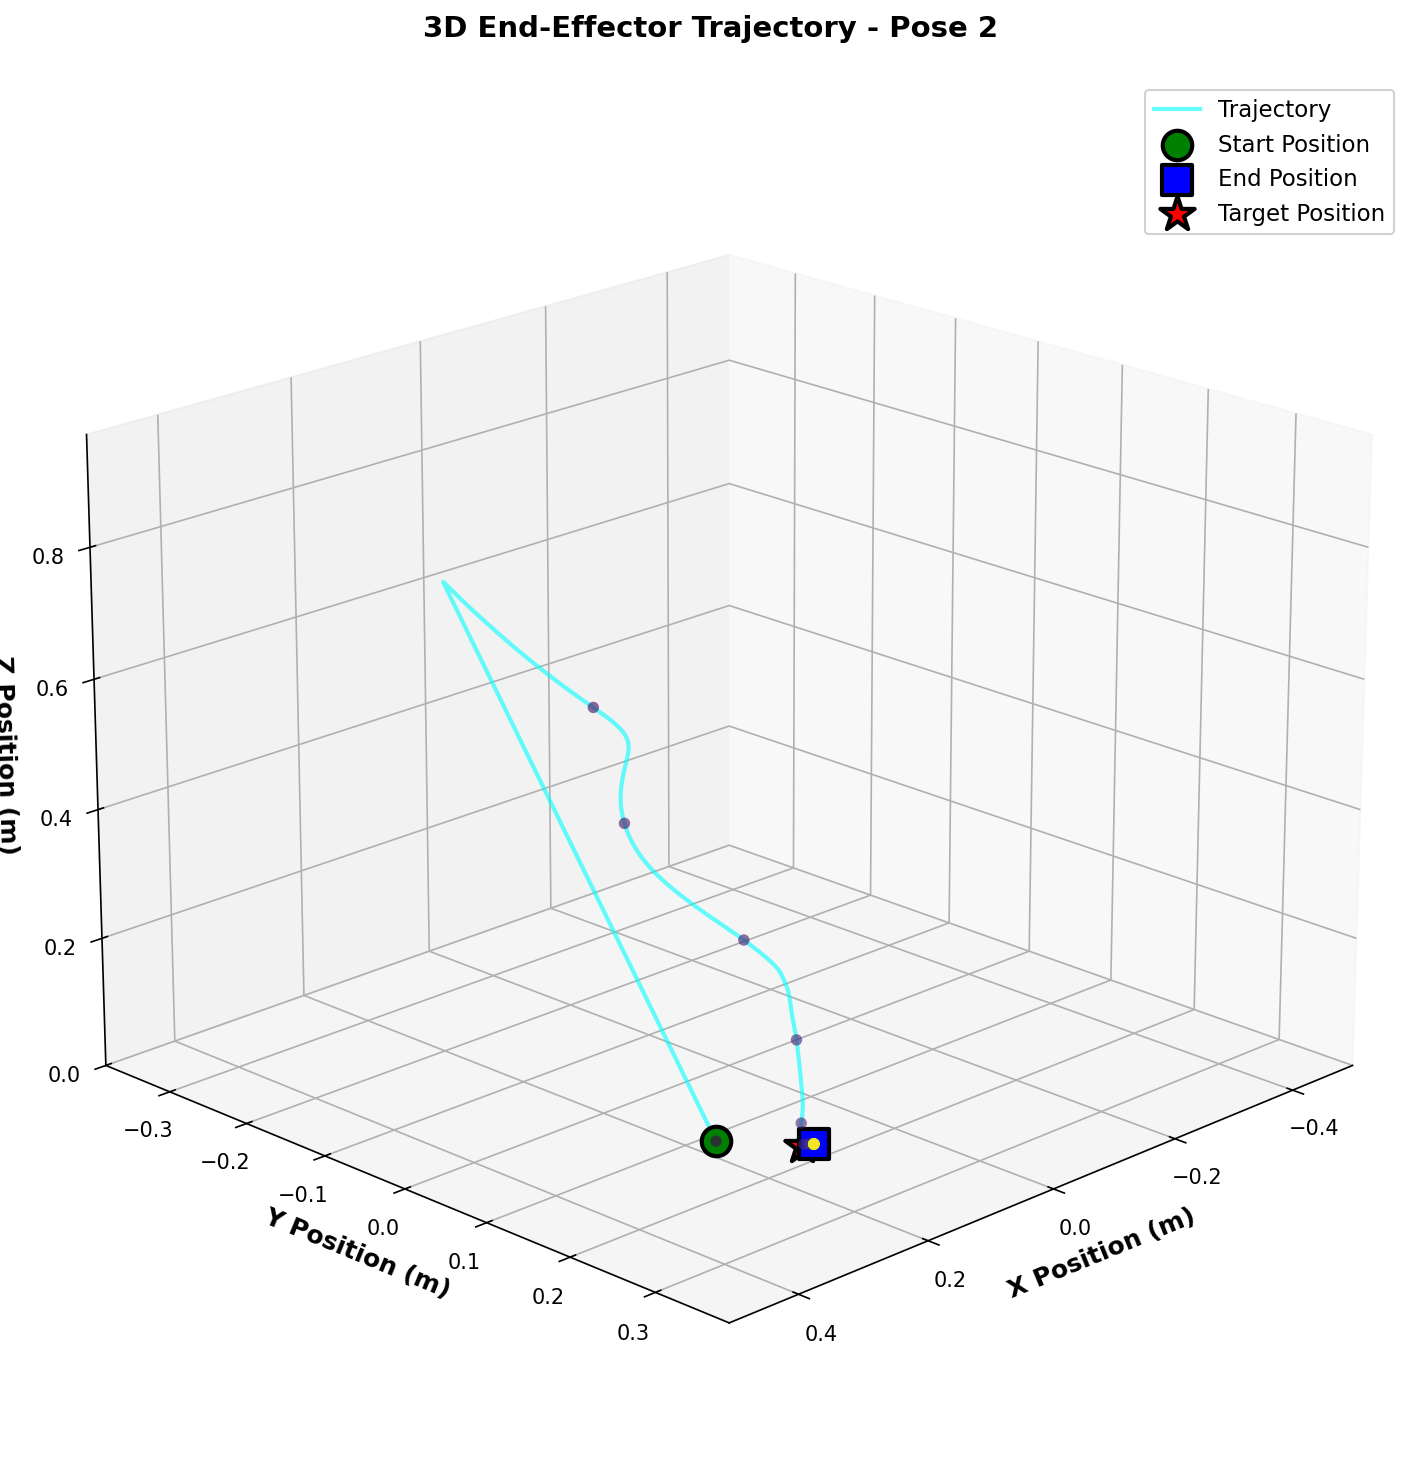 3D End-Effector Trajectory - Pose 2
Trajectory
Start Position
End Position
Target Position
0.8
0.6
0.4
0.2
0.0
Z Position (m)
−0.3
−0.2
−0.1
0.0
0.1
0.2
0.3
Y Position (m)
−0.4
−0.2
0.0
0.2
0.4
X Position (m)